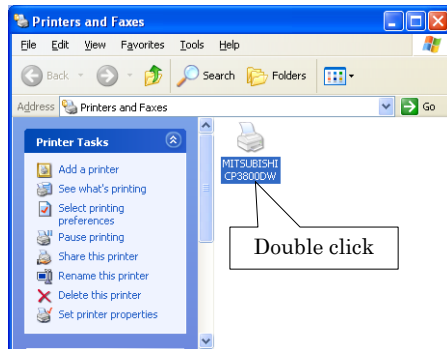 Printers and Faxes
File Edit View Favorites Tools Help
Back Search Folders
Address Printers and Faxes Go
Printer Tasks
Add a printer
See what's printing
Select printing
preferences
Pause printing
Share this printer
Rename this printer
Delete this printer
Set printer properties
MITSUBISHI
CP3800DW
Double click